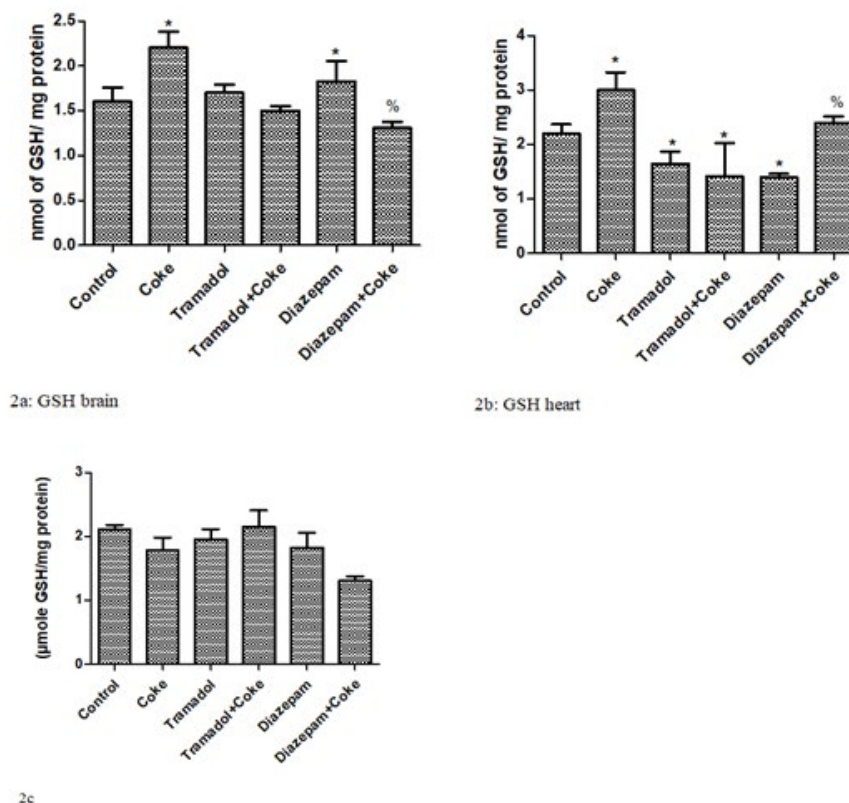 nmol of GSH/ mg protein
2.5
2.0
1.5
1.0
0.5
0.0
*
*
%
Control
Coke
Tramadol
Tramadol+Coke
Diazepam
Diazepam+Coke
2a: GSH brain
nmol of GSH/ mg protein
4
3
2
1
0
*
*
*
*
%
Control
Coke
Tramadol
Tramadol+Coke
Diazepam
Diazepam+Coke
2b: GSH heart
(µmole GSH/mg protein)
3
2
1
0
Control
Coke
Tramadol
Tramadol+Coke
Diazepam
Diazepam+Coke
2c